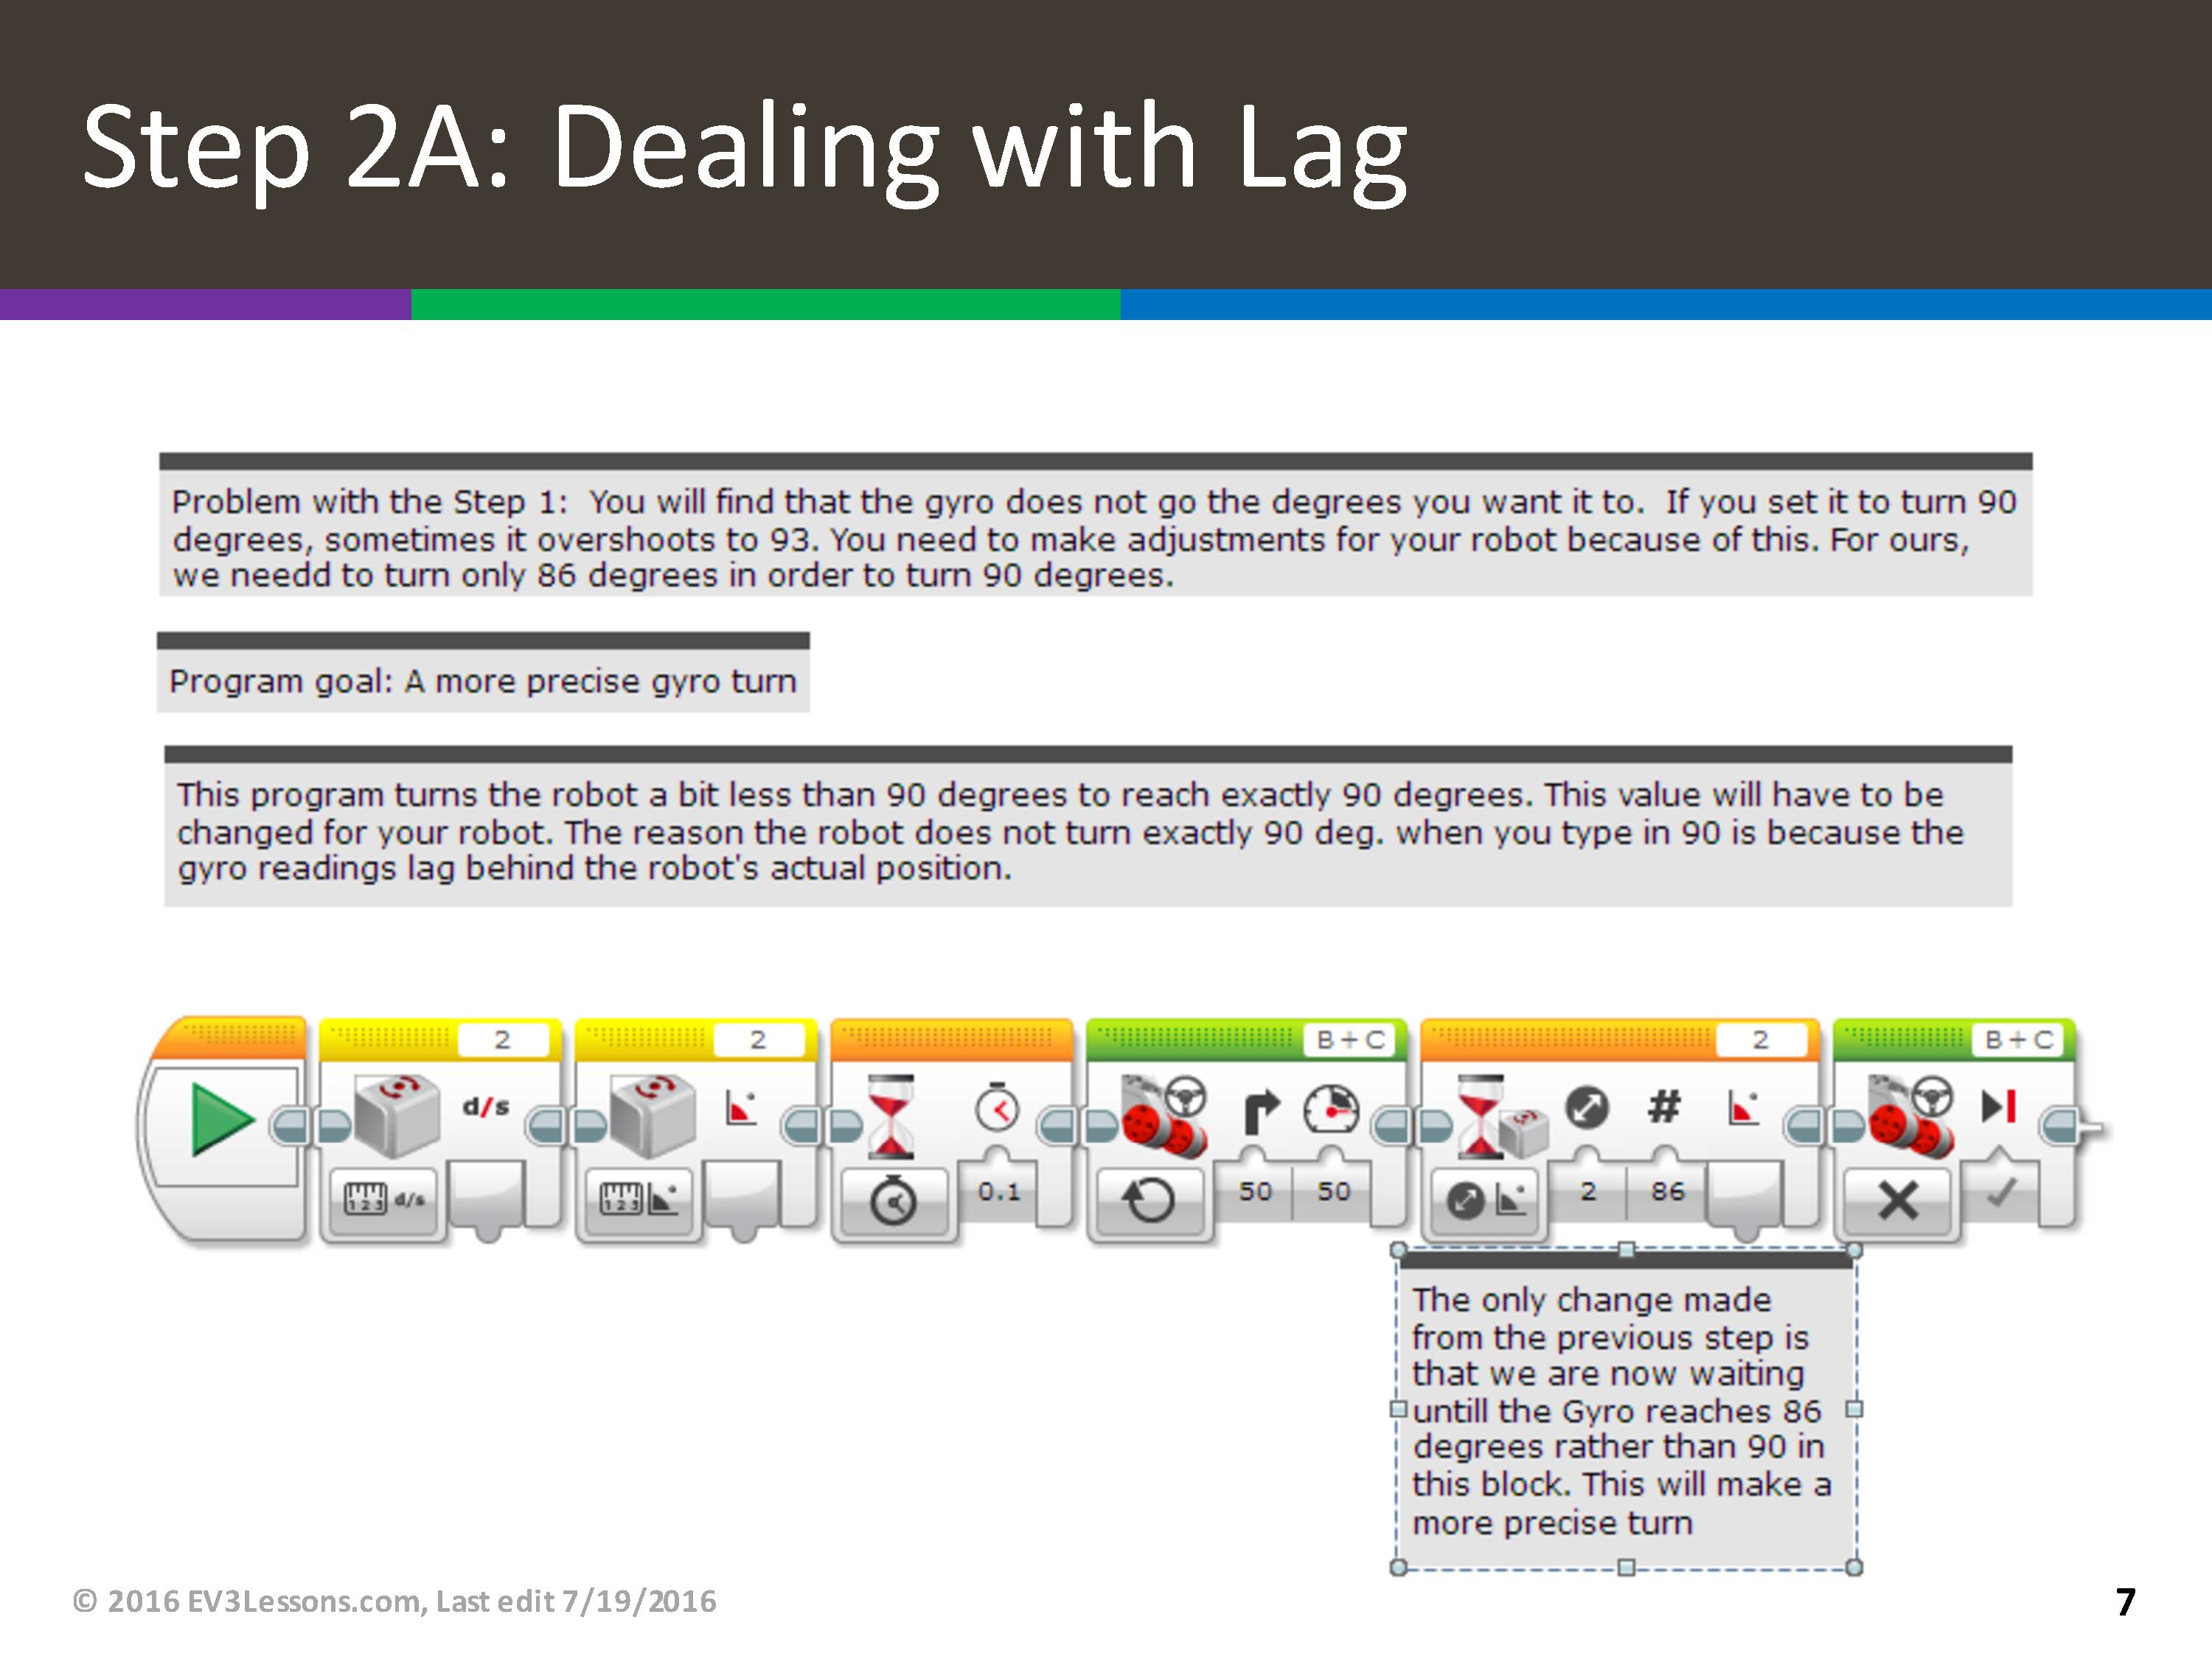 Step 2A: Dealing with Lag
Problem with the Step 1:  You will find that the gyro does not go the degrees you want it to.  If you set it to turn 90
degrees, sometimes it overshoots to 93. You need to make adjustments for your robot because of this. For ours,
we needd to turn only 86 degrees in order to turn 90 degrees.
Program goal: A more precise gyro turn
This program turns the robot a bit less than 90 degrees to reach exactly 90 degrees. This value will have to be
changed for your robot. The reason the robot does not turn exactly 90 deg. when you type in 90 is because the
gyro readings lag behind the robot's actual position.
2 2 B + C 2 B + C
d/s #
1 2 3 d/s 1 2 3 0.1 50 50 2 86
The only change made
from the previous step is
that we are now waiting
untill the Gyro reaches 86
degrees rather than 90 in
this block. This will make a
more precise turn
© 2016 EV3Lessons.com, Last edit 7/19/2016
7